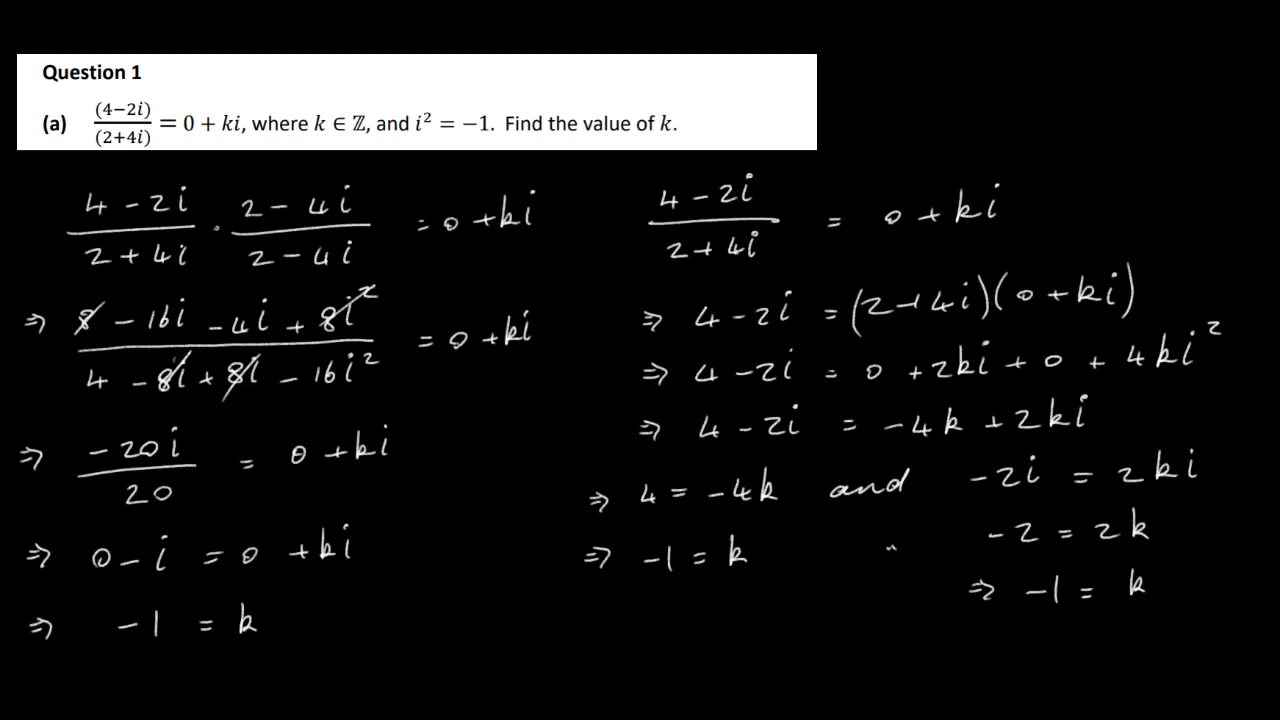 Question 1
(a) (4−2i)/(2+4i) = 0 + ki, where k ∈ ℤ, and i² = −1. Find the value of k.
(4 - 2i)/(2 + 4i) · (2 - 4i)/(2 - 4i) = 0 + ki
⇒ (8 - 16i - 4i + 8i²)/(4 - 8i + 8i - 16i²) = 0 + ki
⇒ (-20i)/20 = 0 + ki
⇒ 0 - i = 0 + ki
⇒ -1 = k
(4 - 2i)/(2 + 4i) = 0 + ki
⇒ 4 - 2i = (2 + 4i)(0 + ki)
⇒ 4 - 2i = 0 + 2ki + 0 + 4ki²
⇒ 4 - 2i = -4k + 2ki
⇒ 4 = -4k and -2i = 2ki
⇒ -1 = k " -2 = 2k
⇒ -1 = k